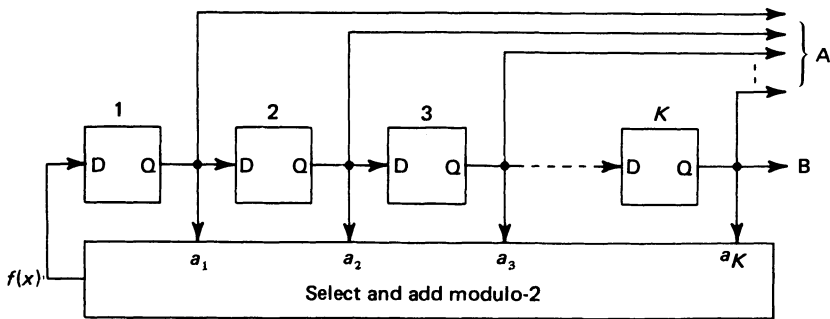 A
1 2 3 K
D Q D Q D Q D Q B
a1 a2 a3 aK
f(x)
Select and add modulo-2